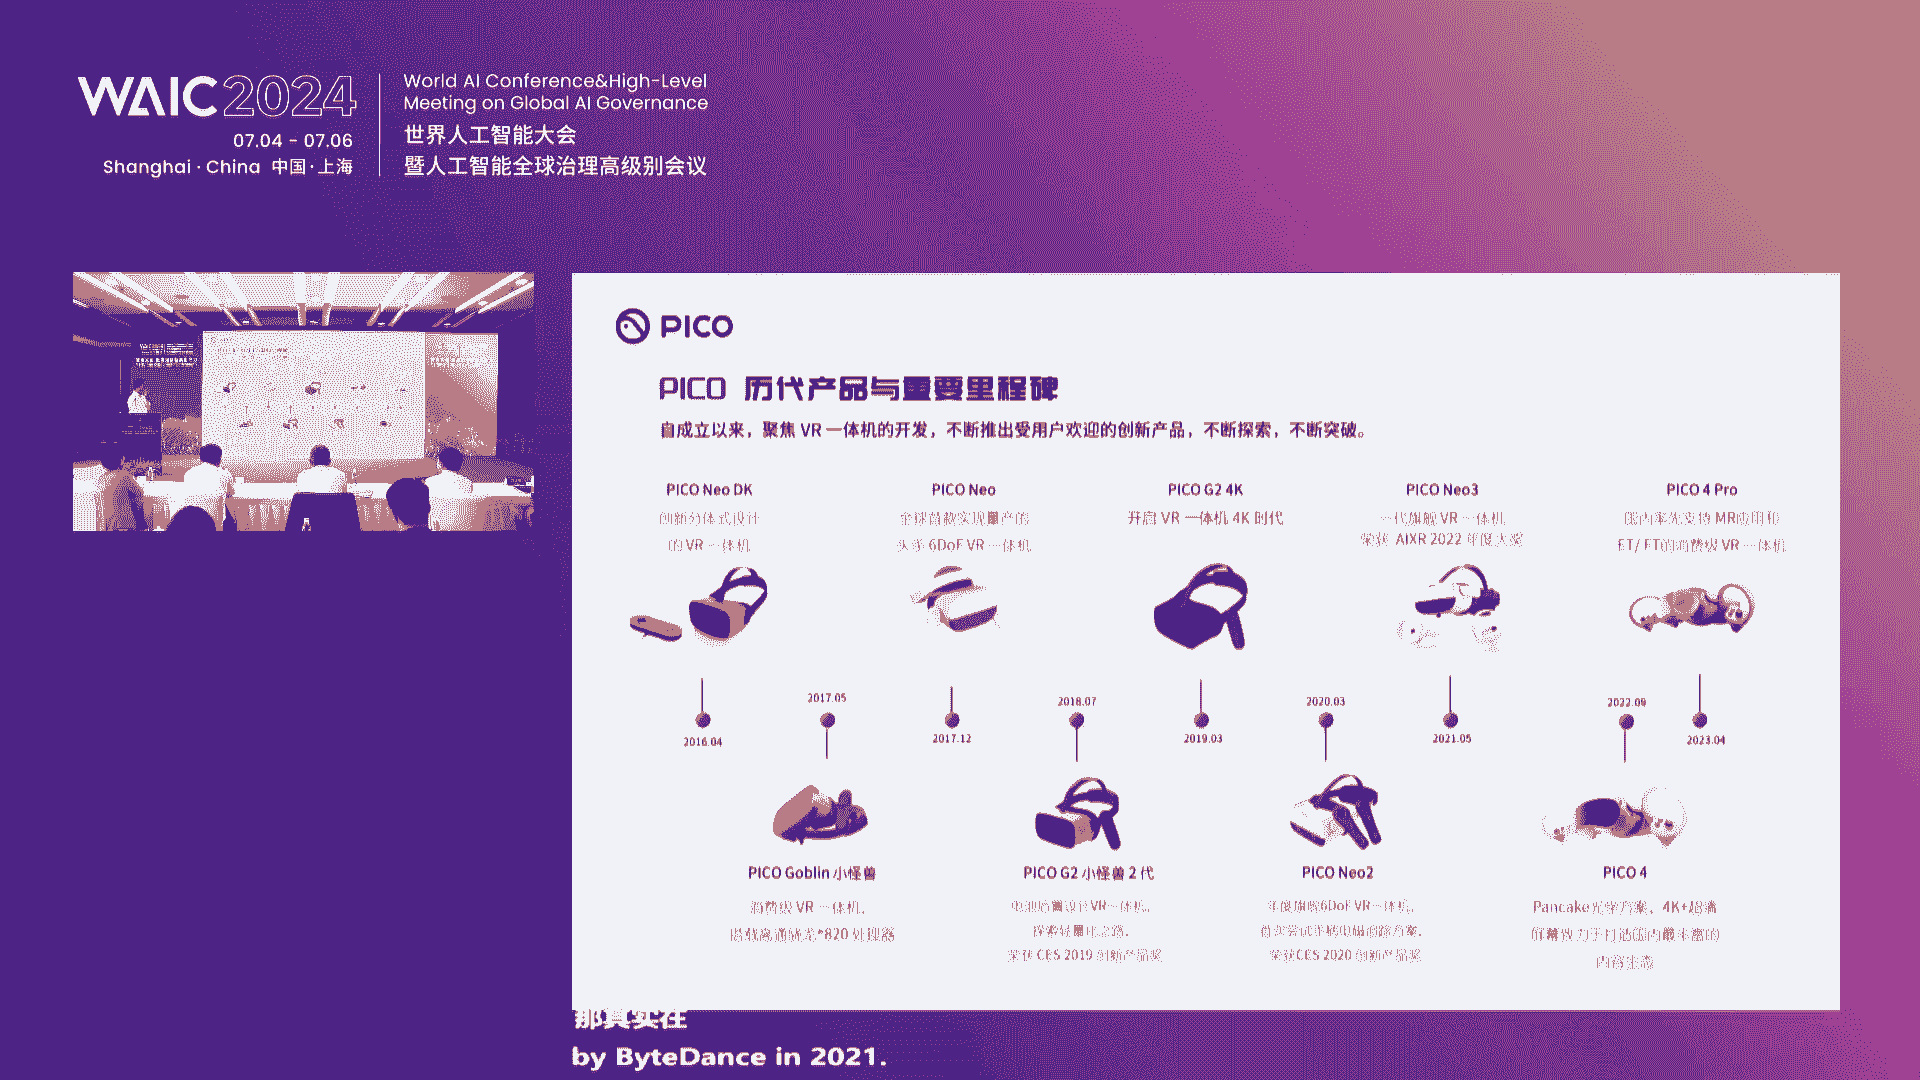 WAIC 2024
07.04 - 07.06
Shanghai · China 中国·上海
World AI Conference&High-Level
Meeting on Global AI Governance
世界人工智能大会
暨人工智能全球治理高级别会议
PICO
PICO 历代产品与重要里程碑
自成立以来，聚焦 VR 一体机的开发，不断推出受用户欢迎的创新产品，不断探索，不断突破。
PICO Neo DK
创新分体式设计
的 VR 一体机
PICO Neo
全球首款实现量产的
头手 6DoF VR 一体机
PICO G2 4K
开启 VR 一体机 4K 时代
PICO Neo3
一代旗舰 VR 一体机
荣获 AIXR 2022 年度大奖
PICO 4 Pro
国内率先支持 MR应用和
ET/ FT的消费级 VR 一体机
2016.04
2017.05
2017.12
2018.07
2019.03
2020.03
2021.05
2022.09
2023.04
PICO Goblin 小怪兽
消费级 VR 一体机，
搭载高通骁龙*820 处理器
PICO G2 小怪兽 2 代
电池后置设计VR一体机，
探索轻量化之路，
荣获 CES 2019 创新产品奖
PICO Neo2
年度旗舰6DoF VR一体机，
首次尝试手柄电磁追踪方案，
荣获CES 2020 创新产品奖
PICO 4
Pancake光学方案，4K+超清
屏幕致力于打造国内最丰富的
内容生态
那其实在
by ByteDance in 2021.